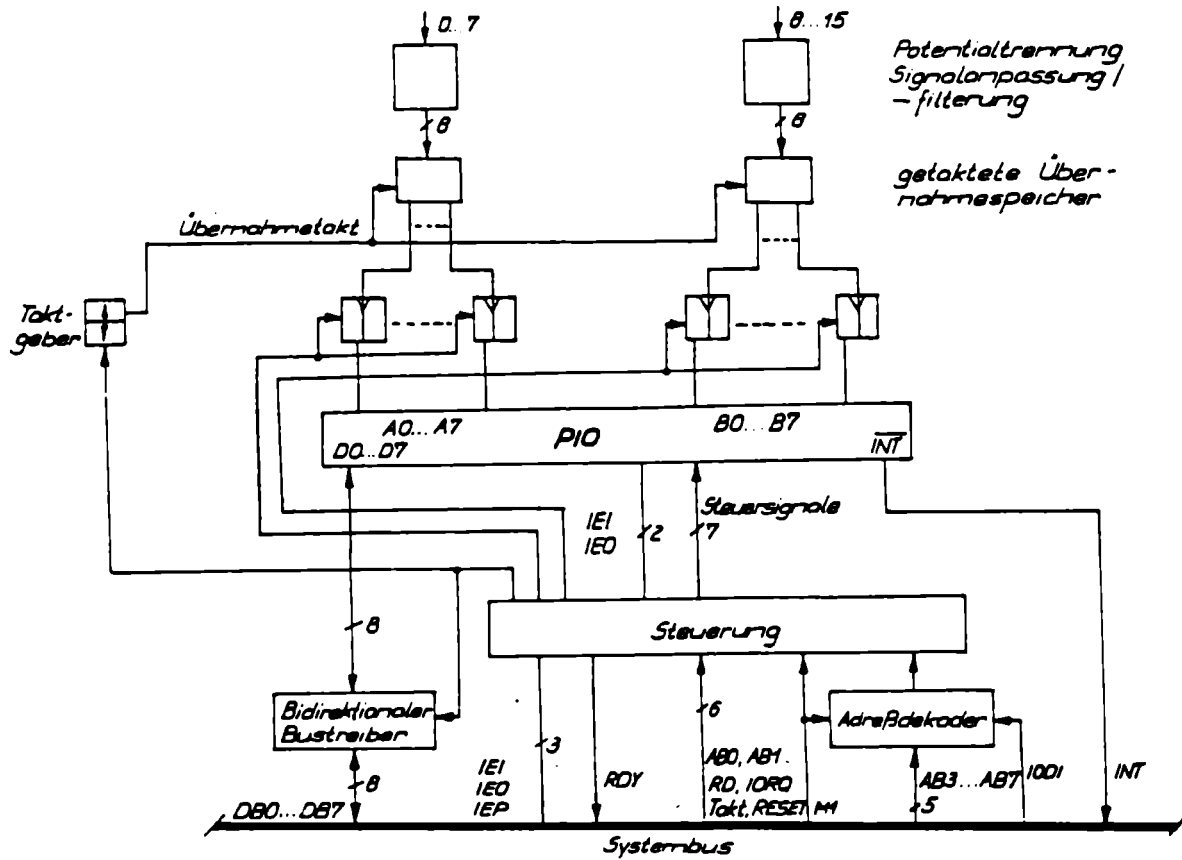 0...7
8...15
Potentialtrennung
Signalanpassung/
-filterung
8
8
getaktete Über-
nahmespeicher
Übernahmetakt
Takt-
geber
A0...A7
B0...B7
D0...D7
PIO
INT
Steuersignale
IEI
IEO
2
7
8
Steuerung
Bidirektionaler
Bustreiber
6
Adreßdekoder
3
8
IEI
IEO
IEP
RDY
AB0, AB1
RD, IORQ
Takt, RESET M1
AB3...AB7
5
IODI
INT
DB0...DB7
Systembus